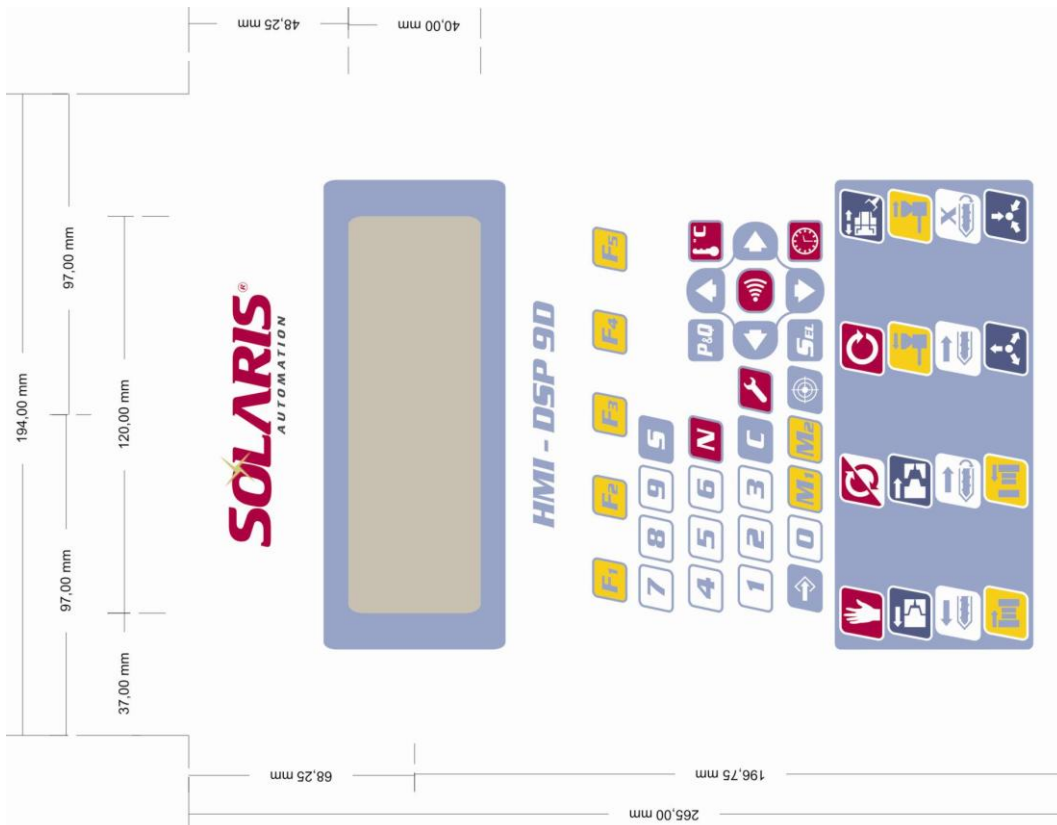 194,00 mm
97,00 mm
97,00 mm
37,00 mm
120,00 mm
48,25 mm
40,00 mm
68,25 mm
196,75 mm
265,00 mm
SOLARIS®
AUTOMATION
HMI - DSP 9D
F1 F2 F3 F4 F5
7 8 9 S
4 5 6 N P&Q °C
1 2 3 C
0 M1 M2 SEL
X